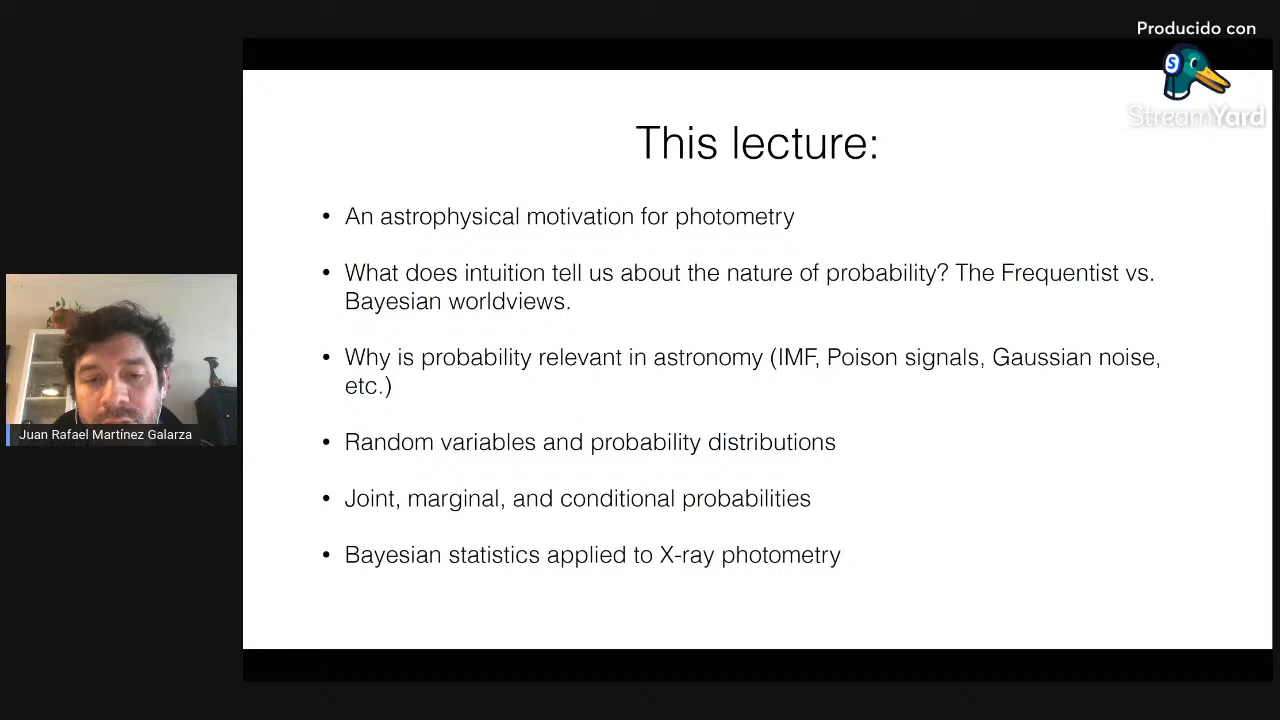 Producido con
S
StreamYard
This lecture:
• An astrophysical motivation for photometry
• What does intuition tell us about the nature of probability? The Frequentist vs.
Bayesian worldviews.
• Why is probability relevant in astronomy (IMF, Poison signals, Gaussian noise,
etc.)
• Random variables and probability distributions
• Joint, marginal, and conditional probabilities
• Bayesian statistics applied to X-ray photometry
Juan Rafael Martínez Galarza